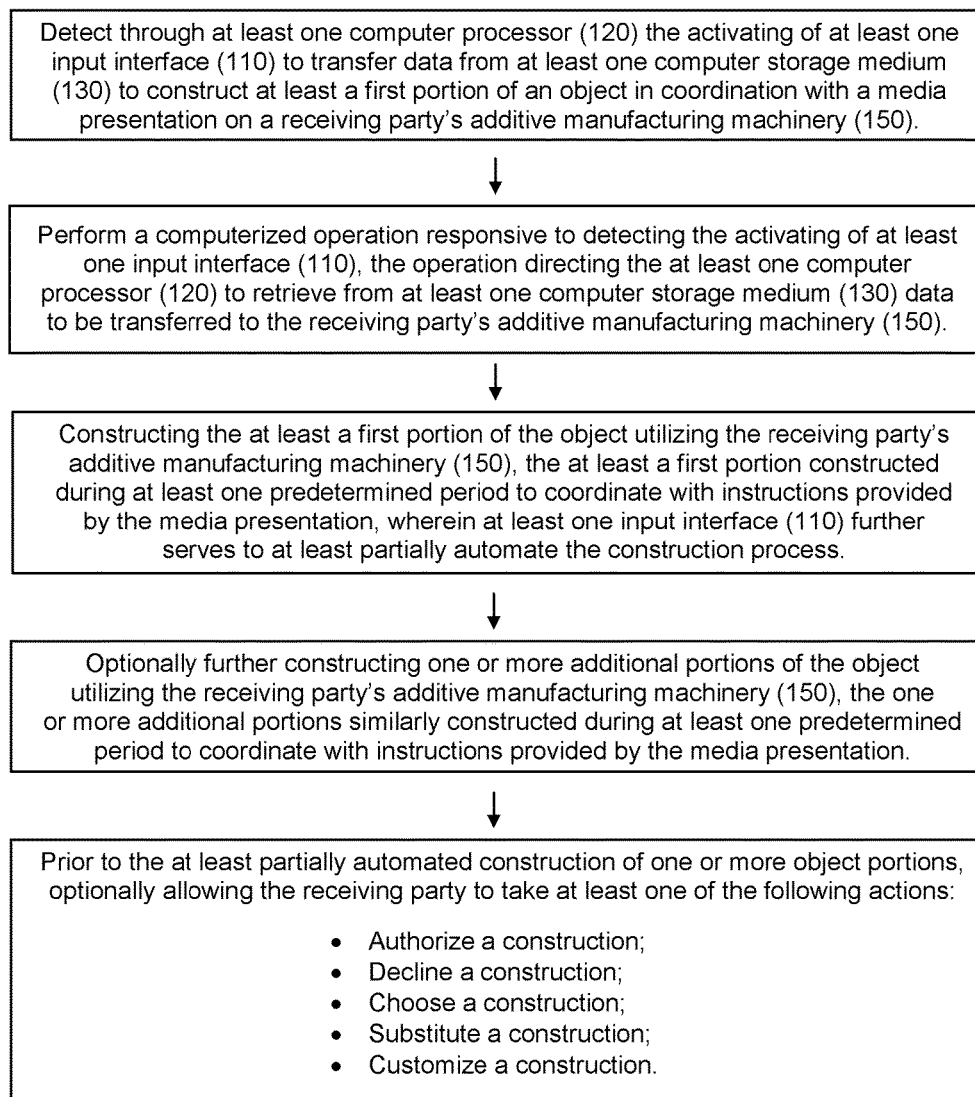 Detect through at least one computer processor (120) the activating of at least one
input interface (110) to transfer data from at least one computer storage medium
(130) to construct at least a first portion of an object in coordination with a media
presentation on a receiving party's additive manufacturing machinery (150).
Perform a computerized operation responsive to detecting the activating of at least
one input interface (110), the operation directing the at least one computer
processor (120) to retrieve from at least one computer storage medium (130) data
to be transferred to the receiving party's additive manufacturing machinery (150).
Constructing the at least a first portion of the object utilizing the receiving party's
additive manufacturing machinery (150), the at least a first portion constructed
during at least one predetermined period to coordinate with instructions provided
by the media presentation, wherein at least one input interface (110) further
serves to at least partially automate the construction process.
Optionally further constructing one or more additional portions of the object
utilizing the receiving party's additive manufacturing machinery (150), the one
or more additional portions similarly constructed during at least one predetermined
period to coordinate with instructions provided by the media presentation.
Prior to the at least partially automated construction of one or more object portions,
optionally allowing the receiving party to take at least one of the following actions:
• Authorize a construction;
• Decline a construction;
• Choose a construction;
• Substitute a construction;
• Customize a construction.